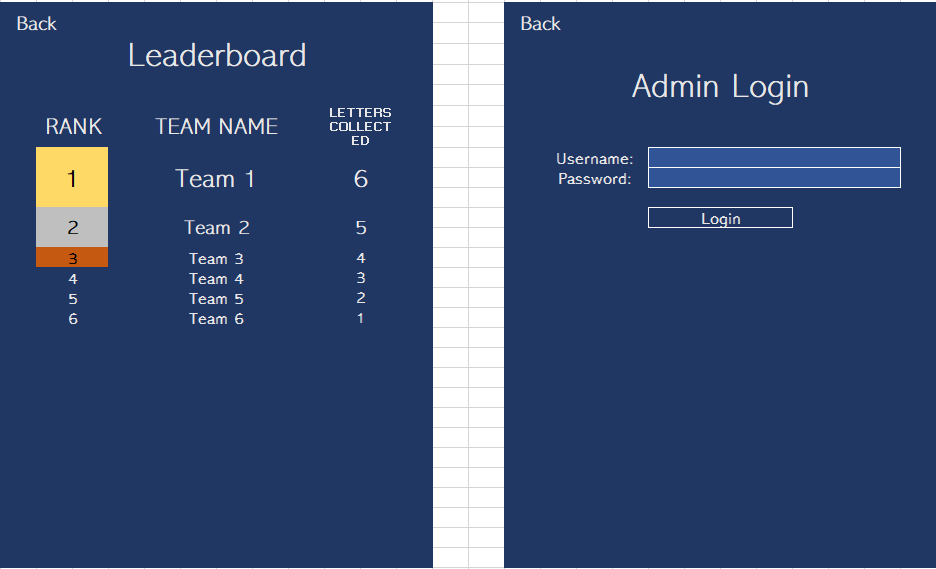 Back
Leaderboard
RANK TEAM NAME LETTERS
COLLECT
ED
1 Team 1 6
2 Team 2 5
3 Team 3 4
4 Team 4 3
5 Team 5 2
6 Team 6 1
Back
Admin Login
Username:
Password:
Login